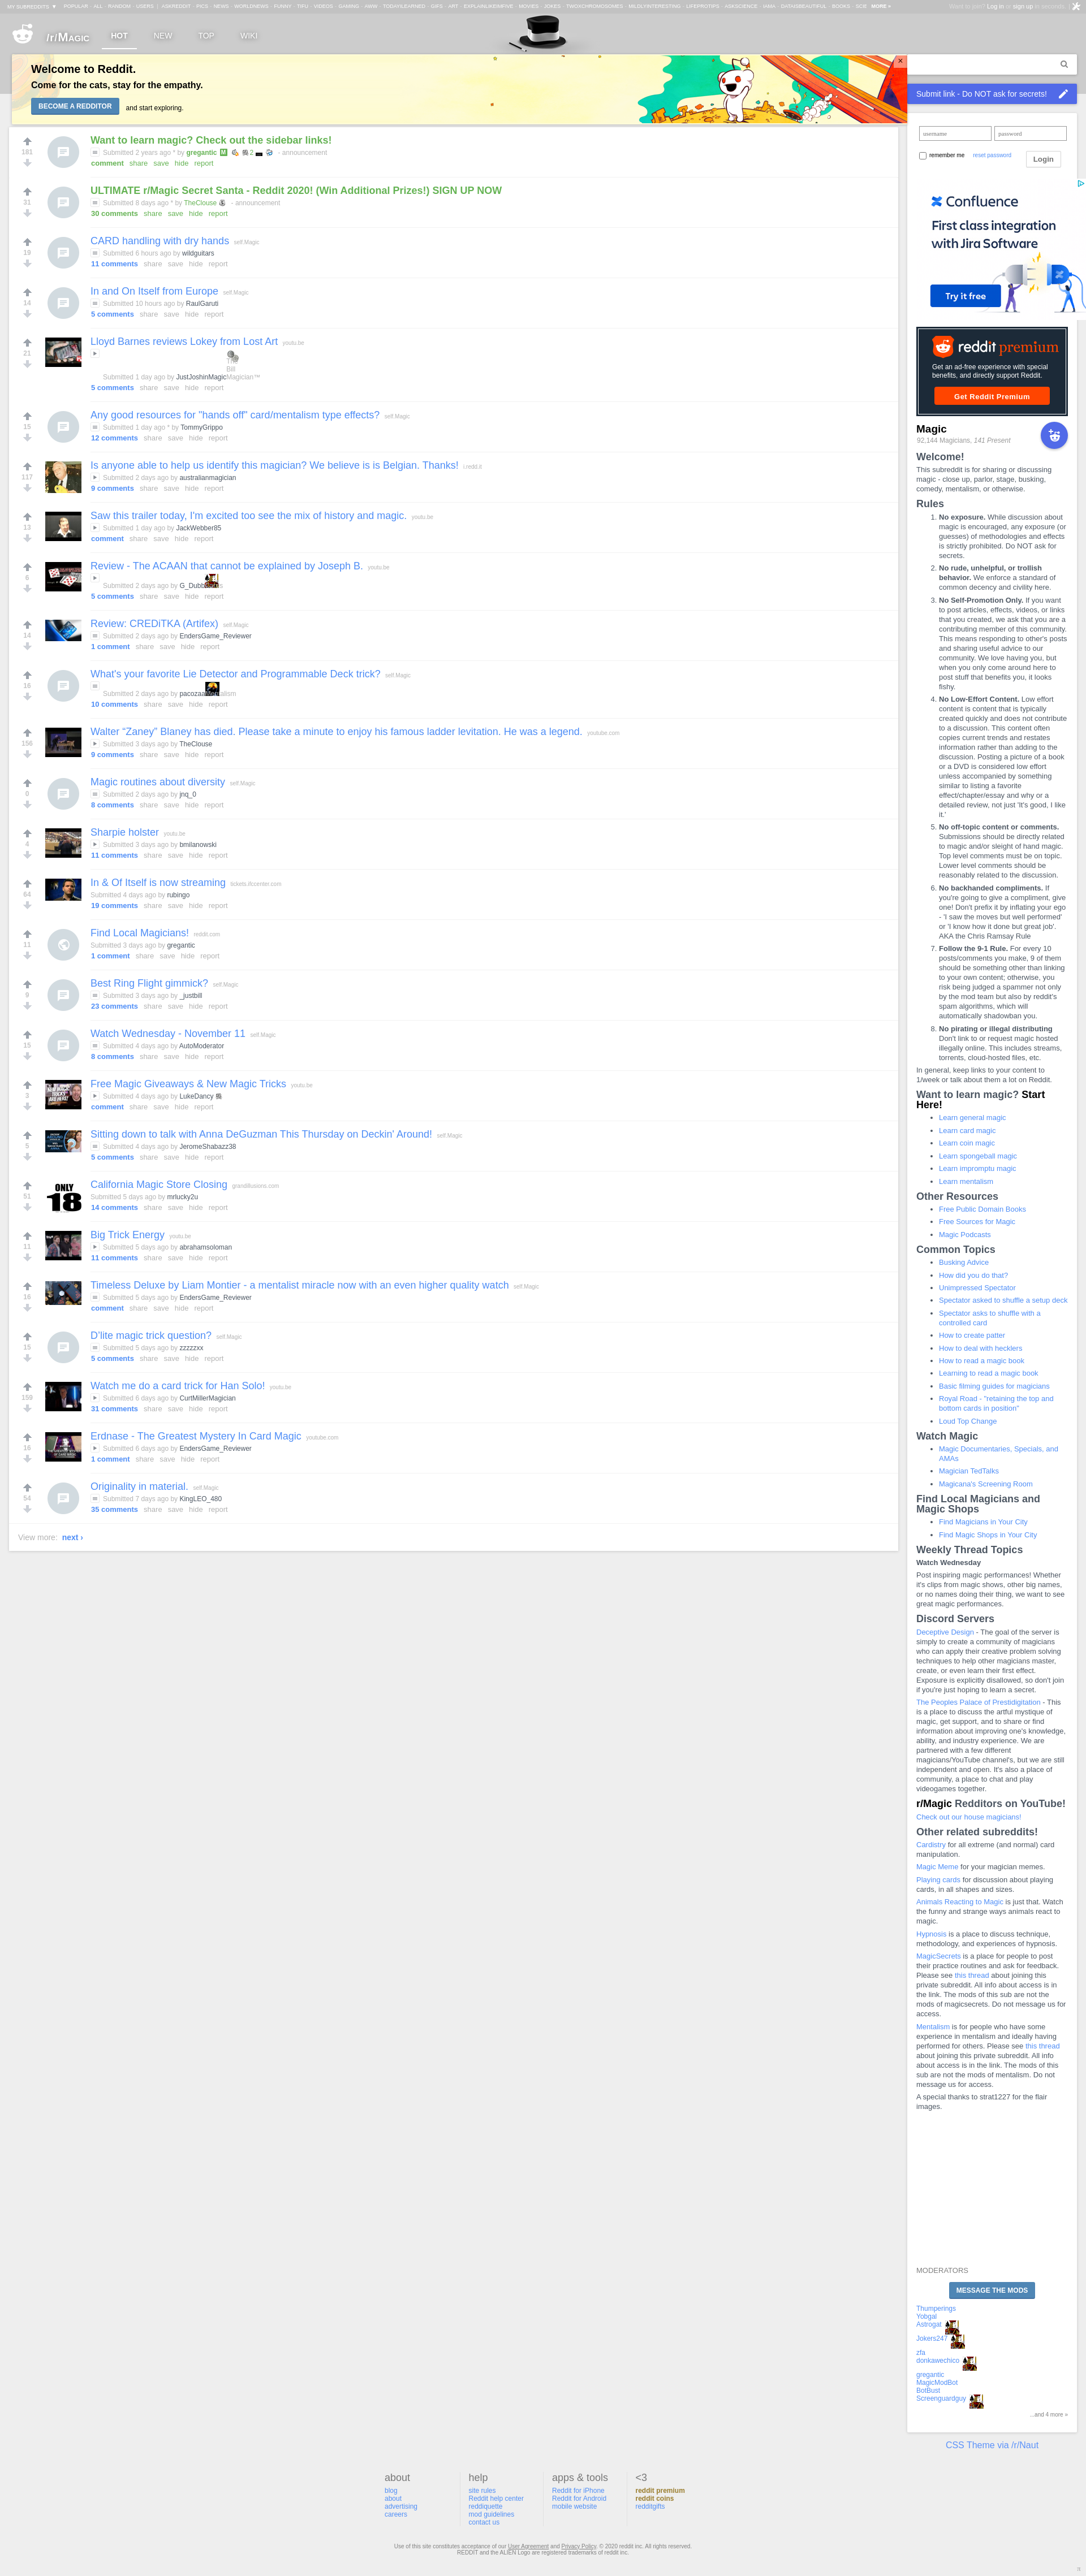 MY SUBREDDITS ▼ POPULAR - ALL - RANDOM - USERS | ASKREDDIT - PICS - NEWS - WORLDNEWS - FUNNY - TIFU - VIDEOS - GAMING - AWW - TODAYILEARNED - GIFS - ART - EXPLAINLIKEIMFIVE - MOVIES - JOKES - TWOXCHROMOSOMES - MILDLYINTERESTING - LIFEPROTIPS - ASKSCIENCE - IAMA - DATAISBEAUTIFUL - BOOKS - MORE »
Want to join? Log in or sign up in seconds.
/r/Magic
HOT NEW TOP WIKI
Welcome to Reddit.
Come for the cats, stay for the empathy.
BECOME A REDDITOR and start exploring.
×
Submit link - Do NOT ask for secrets!
username password
remember me reset password Login
181
Want to learn magic? Check out the sidebar links!
Submitted 2 years ago * by gregantic - announcement
comment share save hide report
31
ULTIMATE r/Magic Secret Santa - Reddit 2020! (Win Additional Prizes!) SIGN UP NOW
Submitted 8 days ago * by TheClouse - announcement
30 comments share save hide report
19
CARD handling with dry hands self.Magic
Submitted 6 hours ago by wildguitars
11 comments share save hide report
14
In and On Itself from Europe self.Magic
Submitted 10 hours ago by RaulGaruti
5 comments share save hide report
21
Lloyd Barnes reviews Lokey from Lost Art youtu.be
Bill
Submitted 1 day ago by JustJoshinMagic Magician™
5 comments share save hide report
15
Any good resources for "hands off" card/mentalism type effects? self.Magic
Submitted 1 day ago * by TommyGrippo
12 comments share save hide report
117
Is anyone able to help us identify this magician? We believe is is Belgian. Thanks! i.redd.it
Submitted 2 days ago by australianmagician
9 comments share save hide report
13
Saw this trailer today, I'm excited too see the mix of history and magic. youtu.be
Submitted 1 day ago by JackWebber85
comment share save hide report
8
Review - The ACAAN that cannot be explained by Joseph B. youtu.be
Submitted 2 days ago by G_Dubb
5 comments share save hide report
14
Review: CREDiTKA (Artifex) self.Magic
Submitted 2 days ago by EndersGame_Reviewer
1 comment share save hide report
18
What's your favorite Lie Detector and Programmable Deck trick? self.Magic
Submitted 2 days ago by
10 comments share save hide report
156
Walter "Zaney" Blaney has died. Please take a minute to enjoy his famous ladder levitation. He was a legend. youtube.com
Submitted 3 days ago by TheClouse
9 comments share save hide report
0
Magic routines about diversity self.Magic
Submitted 2 days ago by jnq_0
8 comments share save hide report
4
Sharpie holster youtu.be
Submitted 3 days ago by bmilanowski
11 comments share save hide report
64
In & Of Itself is now streaming tickets.ifccenter.com
Submitted 4 days ago by rubingo
19 comments share save hide report
11
Find Local Magicians! reddit.com
Submitted 3 days ago by gregantic
1 comment share save hide report
9
Best Ring Flight gimmick? self.Magic
Submitted 3 days ago by _justbill
23 comments share save hide report
19
Watch Wednesday - November 11 self.Magic
Submitted 4 days ago by AutoModerator
8 comments share save hide report
3
Free Magic Giveaways & New Magic Tricks youtu.be
Submitted 4 days ago by LukeDancy
comment share save hide report
5
Sitting down to talk with Anna DeGuzman This Thursday on Deckin' Around! self.Magic
Submitted 4 days ago by JeromeShabazz38
5 comments share save hide report
51
ONLY 18
California Magic Store Closing grandillusions.com
Submitted 5 days ago by mrlucky2u
14 comments share save hide report
11
Big Trick Energy youtu.be
Submitted 5 days ago by abrahamsoloman
11 comments share save hide report
16
Timeless Deluxe by Liam Montier - a mentalist miracle now with an even higher quality watch self.Magic
Submitted 5 days ago by EndersGame_Reviewer
comment share save hide report
15
D'lite magic trick question? self.Magic
Submitted 5 days ago by zzzzzxx
5 comments share save hide report
159
Watch me do a card trick for Han Solo! youtu.be
Submitted 6 days ago by CurtMillerMagician
31 comments share save hide report
16
Erdnase - The Greatest Mystery In Card Magic youtube.com
Submitted 6 days ago by EndersGame_Reviewer
1 comment share save hide report
54
Originality in material. self.Magic
Submitted 7 days ago by KingLEO_480
35 comments share save hide report
View more: next ›
Confluence
First class integration
with Jira Software
Try it free
reddit premium
Get an ad-free experience with special
benefits, and directly support Reddit.
Get Reddit Premium
Magic
92,144 Magicians, 141 Present
Welcome!
This subreddit is for sharing or discussing
magic - close up, parlor, stage, busking,
comedy, mentalism, or otherwise.
Rules
1. No exposure. While discussion about
magic is encouraged, any exposure (or
guesses) of methodologies and effects
is strictly prohibited. Do NOT ask for
secrets.
2. No rude, unhelpful, or trollish
behavior. We enforce a standard of
common decency and civility here.
3. No Self-Promotion Only. If you want
to post articles, effects, videos, or links
that you created, we ask that you are a
contributing member of this community.
This means responding to other's posts
and sharing useful advice to our
community. We love having you, but
when you only come around here to
post stuff that benefits you, it looks
fishy.
4. No Low-Effort Content. Low effort
content is content that is typically
created quickly and does not contribute
to a discussion. This content often
copies current trends and restates
information rather than adding to the
discussion. Posting a picture of a book
or a DVD is considered low effort
unless accompanied by something
similar to listing a favorite
effect/chapter/essay and why or a
detailed review, not just 'It's good, I like
it.'
5. No off-topic content or comments.
Submissions should be directly related
to magic and/or sleight of hand magic.
Top level comments must be on topic.
Lower level comments should be
reasonably related to the discussion.
6. No backhanded compliments. If
you're going to give a compliment, give
one! Don't prefix it by inflating your ego
- 'I saw the moves but well performed'
or 'I know how it done but great job'.
AKA the Chris Ramsay Rule
7. Follow the 9-1 Rule. For every 10
posts/comments you make, 9 of them
should be something other than linking
to your own content; otherwise, you
risk being judged a spammer not only
by the mod team but also by reddit's
spam algorithms, which will
automatically shadowban you.
8. No pirating or illegal distributing
Don't link to or request magic hosted
illegally online. This includes streams,
torrents, cloud-hosted files, etc.
In general, keep links to your content to
1/week or talk about them a lot on Reddit.
Want to learn magic? Start
Here!
Learn general magic
Learn card magic
Learn coin magic
Learn spongeball magic
Learn impromptu magic
Learn mentalism
Other Resources
Free Public Domain Books
Free Sources for Magic
Magic Podcasts
Common Topics
Busking Advice
How did you do that?
Unimpressed Spectator
Spectator asked to shuffle a setup deck
Spectator asks to shuffle with a
controlled card
How to create patter
How to deal with hecklers
How to read a magic book
Learning to read a magic book
Basic filming guides for magicians
Royal Road - "retaining the top and
bottom cards in position"
Loud Top Change
Watch Magic
Magic Documentaries, Specials, and
AMAs
Magician TedTalks
Magicana's Screening Room
Find Local Magicians and
Magic Shops
Find Magicians in Your City
Find Magic Shops in Your City
Weekly Thread Topics
Watch Wednesday
Post inspiring magic performances! Whether
it's clips from magic shows, other big names,
or no names doing their thing, we want to see
great magic performances.
Discord Servers
Deceptive Design - The goal of the server is
simply to create a community of magicians
who can apply their creative problem solving
techniques to help other magicians master,
create, or even learn their first effect.
Exposure is explicitly disallowed, so don't join
if you're just hoping to learn a secret.
The Peoples Palace of Prestidigitation - This
is a place to discuss the artful mystique of
magic, get support, and to share or find
information about improving one's knowledge,
ability, and industry experience. We are
partnered with a few different
magicians/YouTube channel's, but we are still
independent and open. It's also a place of
community, a place to chat and play
videogames together.
r/Magic Redditors on YouTube!
Check out our house magicians!
Other related subreddits!
Cardistry for all extreme (and normal) card
manipulation.
Magic Meme for your magician memes.
Playing cards for discussion about playing
cards, in all shapes and sizes.
Animals Reacting to Magic is just that. Watch
the funny and strange ways animals react to
magic.
Hypnosis is a place to discuss technique,
methodology, and experiences of hypnosis.
MagicSecrets is a place for people to post
their practice routines and ask for feedback.
Please see this thread about joining this
private subreddit. All info about access is in
the link. The mods of this sub are not the
mods of magicsecrets. Do not message us for
access.
Mentalism is for people who have some
experience in mentalism and ideally having
performed for others. Please see this thread
about joining this private subreddit. All info
about access is in the link. The mods of this
sub are not the mods of mentalism. Do not
message us for access.
A special thanks to strat1227 for the flair
images.
MODERATORS
MESSAGE THE MODS
Thumperings
Yobgal
Astrogat
Jokers247
zfa
donkawechico
gregantic
MagicModBot
BotBust
Screenguardguy
...and 4 more »
CSS Theme via /r/Naut
about
blog
about
advertising
careers
help
site rules
Reddit help center
reddiquette
mod guidelines
contact us
apps & tools
Reddit for iPhone
Reddit for Android
mobile website
<3
reddit premium
reddit coins
redditgifts
Use of this site constitutes acceptance of our User Agreement and Privacy Policy. © 2020 reddit inc. All rights reserved.
REDDIT and the ALIEN Logo are registered trademarks of reddit inc.